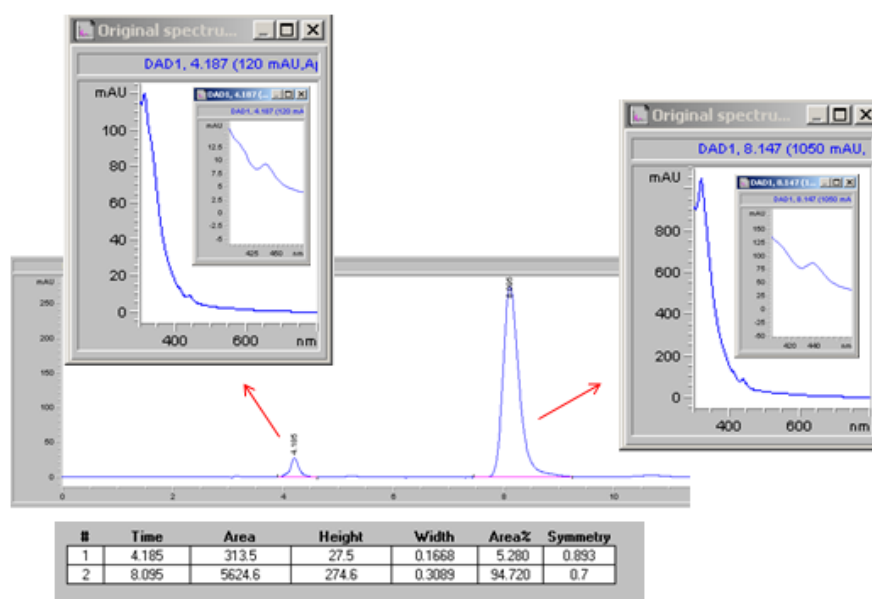 Original spectru...
DAD1, 4.187 (120 mAU,A
mAU
100
80
60
40
20
0
400
600
nm
DAD1, 4.187 (...
DAD1, 4.187 (120 mA
mAU
12.5
10
7.5
5
2.5
0
-2.5
-5
425
450
nm
Original spectru...
DAD1, 8.147 (1050 mAU,
mAU
800
600
400
200
0
400
600
nm
DAD1, 8.147 (1...
DAD1, 8.147 (1050 mA
mAU
150
125
100
75
50
25
0
-25
-50
420
440
nm
mAU
250
200
150
100
50
0
0
2
4
6
8
10
4.185
8.095
# Time Area Height Width Area% Symmetry
1 4.185 313.5 27.5 0.1668 5.280 0.893
2 8.095 5624.6 274.6 0.3089 94.720 0.7